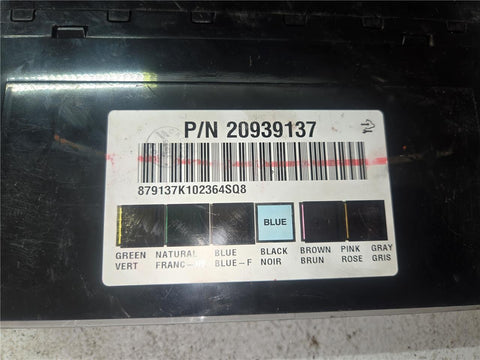 P/N 20939137
879137K102364SQ8
BLUE
GREEN NATURAL BLUE BLACK BROWN PINK GRAY
VERT BLUE-F NOIR BRUN ROSE GRIS